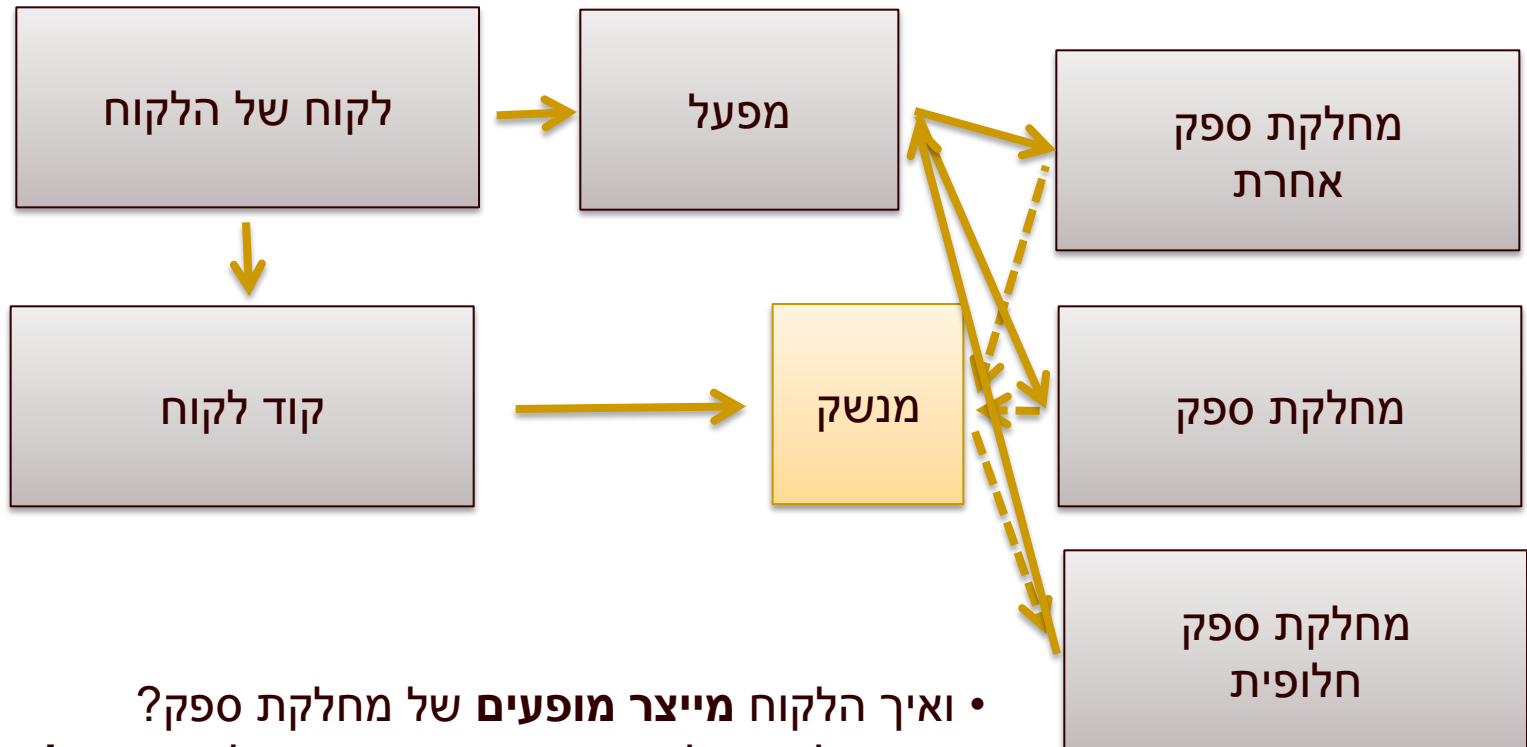 לקוח של הלקוח
מפעל
מחלקת ספק
אחרת
קוד לקוח
מנשק
מחלקת ספק
מחלקת ספק
חלופית
• ואיך הלקוח מייצר מופעים של מחלקת ספק?